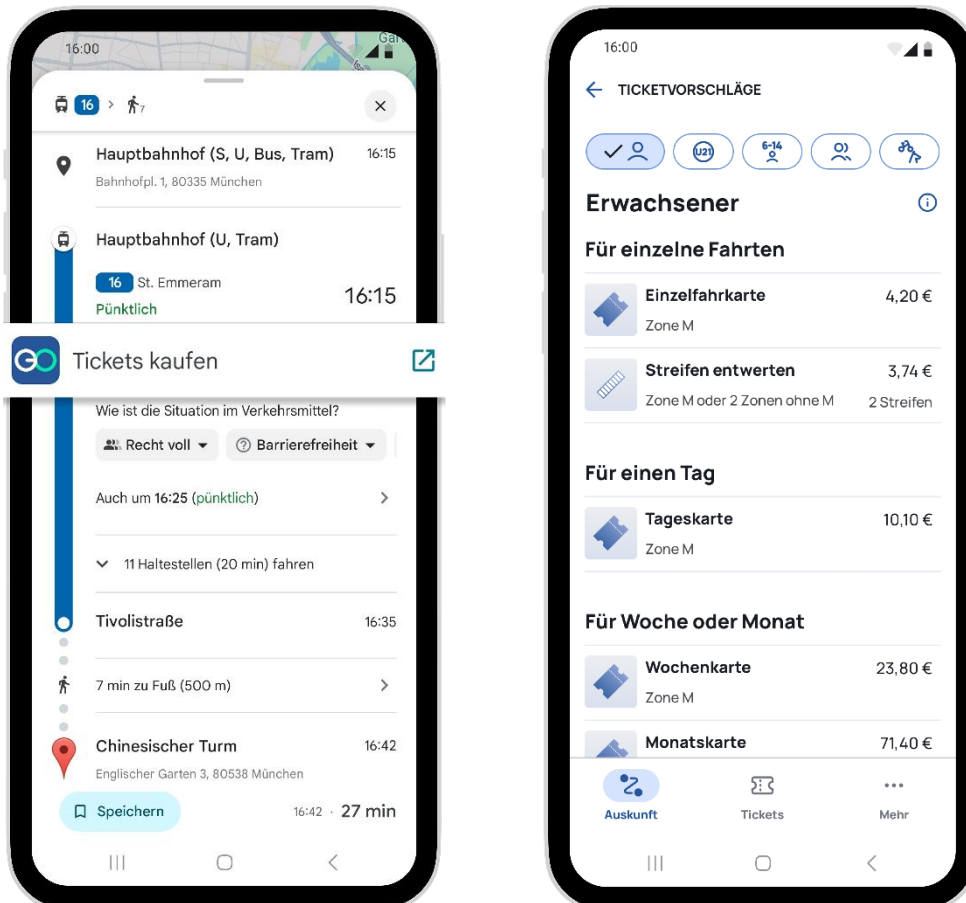 16:00
Gar
Isa
16
7
Hauptbahnhof (S, U, Bus, Tram) 16:15
Bahnhofpl. 1, 80335 München
Hauptbahnhof (U, Tram)
16 St. Emmeram
16:15
Pünktlich
GO Tickets kaufen
Wie ist die Situation im Verkehrsmittel?
Recht voll
Barrierefreiheit
Auch um 16:25 (pünktlich)
11 Haltestellen (20 min) fahren
Tivolistraße 16:35
7 min zu Fuß (500 m)
Chinesischer Turm 16:42
Englischer Garten 3, 80538 München
Speichern 16:42 · 27 min
16:00
TICKETVORSCHLÄGE
U21
6-14
Erwachsener
Für einzelne Fahrten
Einzelfahrkarte 4,20 €
Zone M
Streifen entwerten 3,74 €
Zone M oder 2 Zonen ohne M 2 Streifen
Für einen Tag
Tageskarte 10,10 €
Zone M
Für Woche oder Monat
Wochenkarte 23,80 €
Zone M
Monatskarte 71,40 €
Auskunft Tickets Mehr